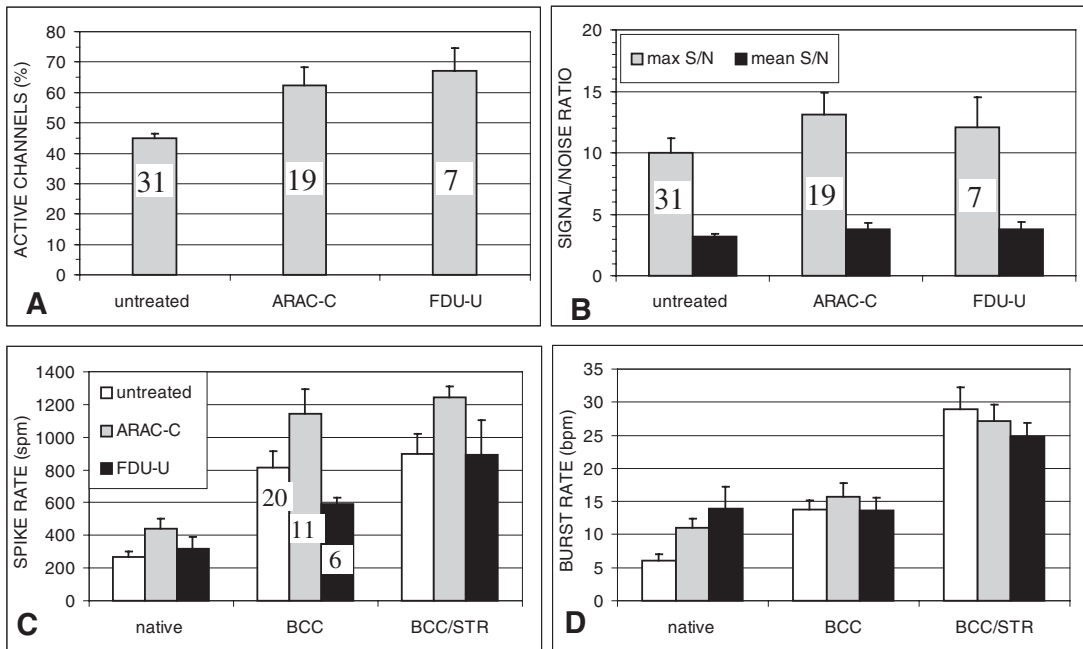 80
70
60
50
40
30
20
10
0
ACTIVE CHANNELS (%)
31
19
7
untreated
ARAC-C
FDU-U
A
20
15
10
5
0
SIGNAL/NOISE RATIO
max S/N
mean S/N
31
19
7
untreated
ARAC-C
FDU-U
B
1400
1200
1000
800
600
400
200
0
SPIKE RATE (spm)
untreated
ARAC-C
FDU-U
20
11
6
native
BCC
BCC/STR
C
35
30
25
20
15
10
5
0
BURST RATE (bpm)
native
BCC
BCC/STR
D